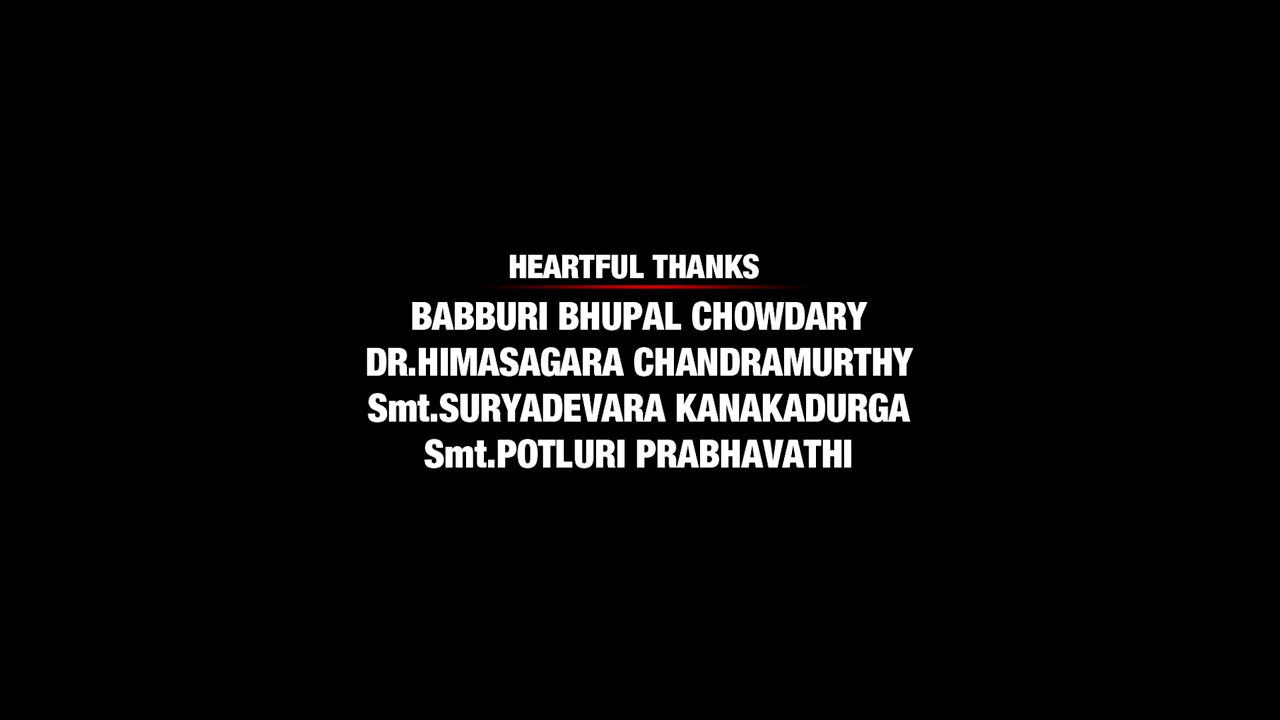 HEARTFUL THANKS
BABBURI BHUPAL CHOWDARY
DR.HIMASAGARA CHANDRAMURTHY
Smt.SURYADEVARA KANAKADURGA
Smt.POTLURI PRABHAVATHI